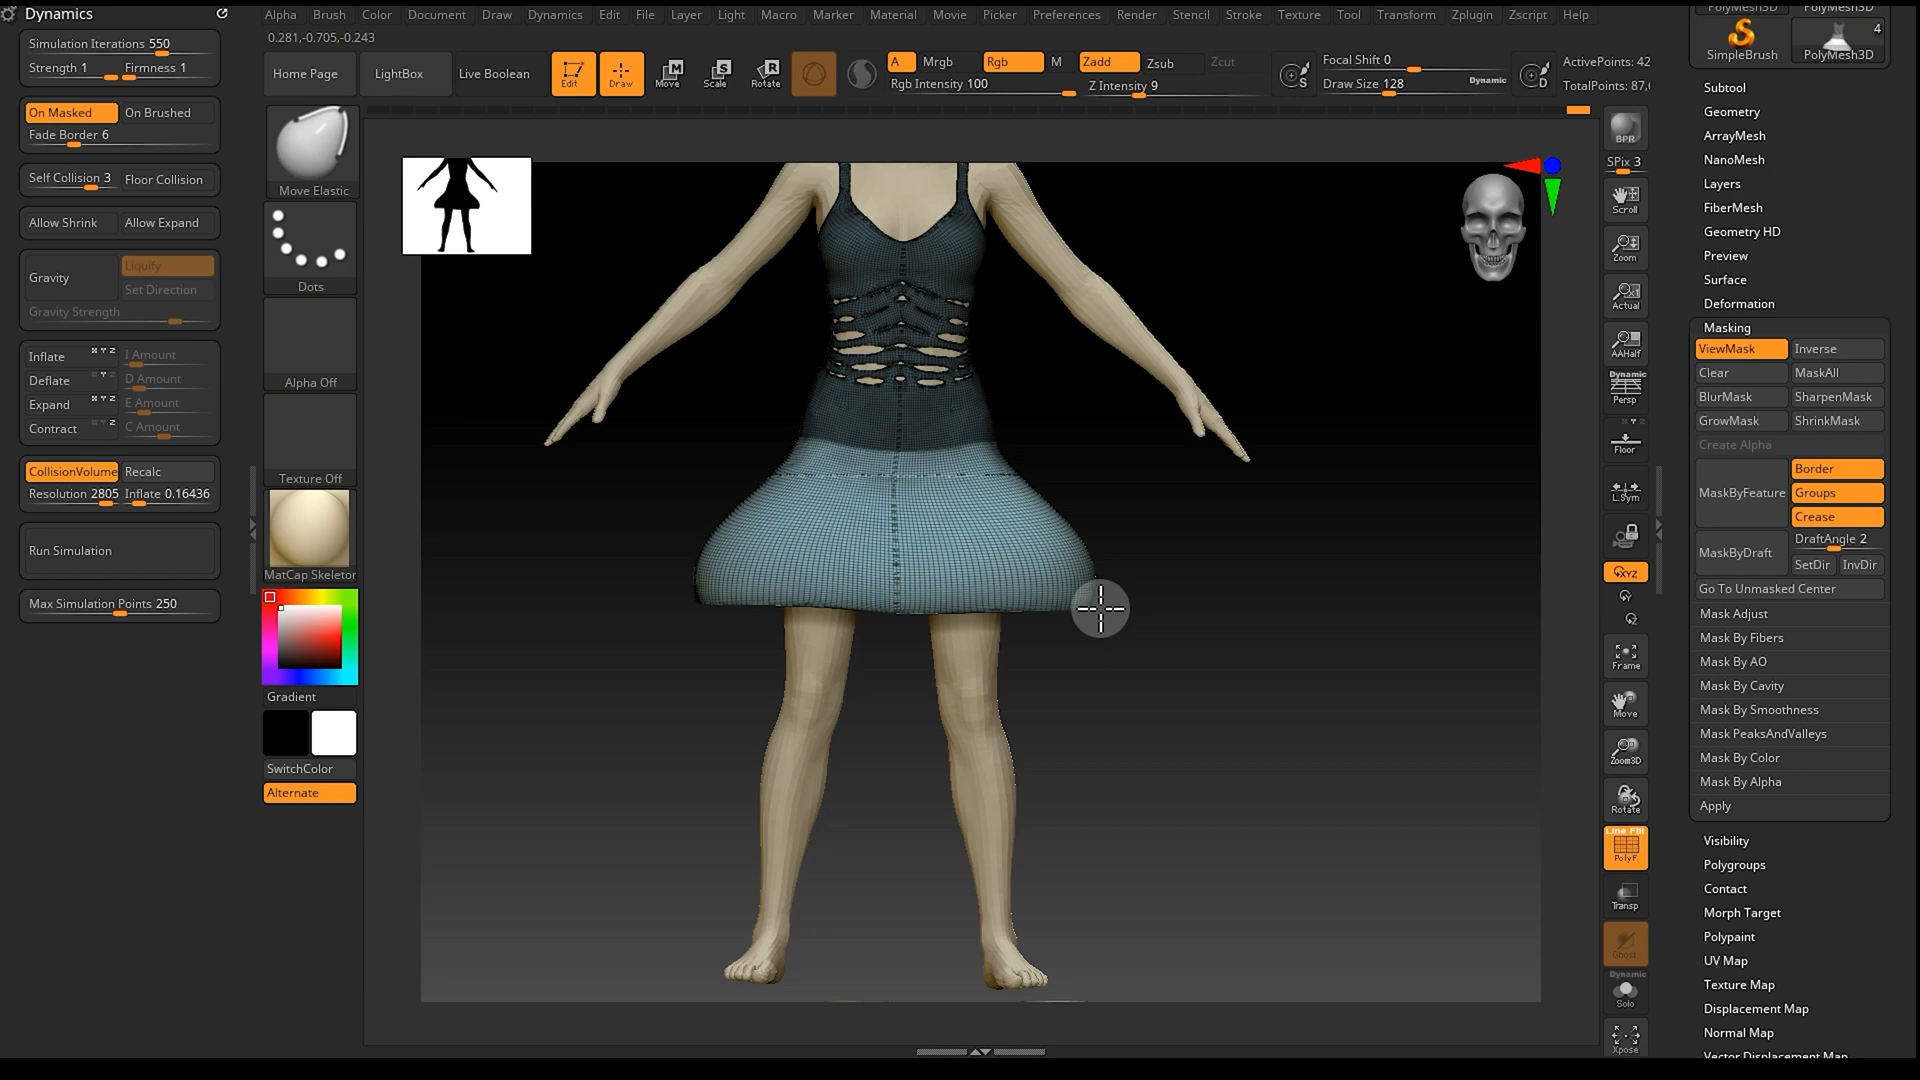 Dynamics
Alpha Brush Color Document Draw Dynamics Edit File Layer Light Macro Marker Material Movie Picker Preferences Render Stencil Stroke Texture Tool Transform Zplugin Zscript Help
0.281,-0.705,-0.243
Simulation Iterations 550
Strength 1 Firmness 1
On Masked On Brushed
Fade Border 6
Self Collision 3 Floor Collision
Allow Shrink Allow Expand
Gravity
Liquify
Set Direction
Gravity Strength
Inflate I Amount
Deflate D Amount
Expand E Amount
Contract C Amount
CollisionVolume Recalc
Resolution 2805 Inflate 0.16436
Run Simulation
Max Simulation Points 250
Home Page LightBox Live Boolean
Edit Draw Move Scale Rotate
A Mrgb Rgb M Zadd Zsub Zcut
Rgb Intensity 100 Z Intensity 9
Focal Shift 0
Draw Size 128 Dynamic
S D
ActivePoints: 42
TotalPoints: 87,
Move Elastic
Dots
Alpha Off
Texture Off
MatCap Skeleton
Gradient
SwitchColor
Alternate
BPR
SPix 3
Scroll
Zoom
Actual
AAHalf
Dynamic
Persp
Floor
L.Sym
XYZ
Frame
Move
Zoom3D
Rotate
Line Fill
PolyF
Transp
Ghost
Dynamic
Solo
Xpose
PolyMesh3D PolyMesh3D
4
SimpleBrush PolyMesh3D
Subtool
Geometry
ArrayMesh
NanoMesh
Layers
FiberMesh
Geometry HD
Preview
Surface
Deformation
Masking
ViewMask Inverse
Clear MaskAll
BlurMask SharpenMask
GrowMask ShrinkMask
Create Alpha
MaskByFeature
Border
Groups
Crease
MaskByDraft
DraftAngle 2
SetDir InvDir
Go To Unmasked Center
Mask Adjust
Mask By Fibers
Mask By AO
Mask By Cavity
Mask By Smoothness
Mask PeaksAndValleys
Mask By Color
Mask By Alpha
Apply
Visibility
Polygroups
Contact
Morph Target
Polypaint
UV Map
Texture Map
Displacement Map
Normal Map
Vector Displacement Map